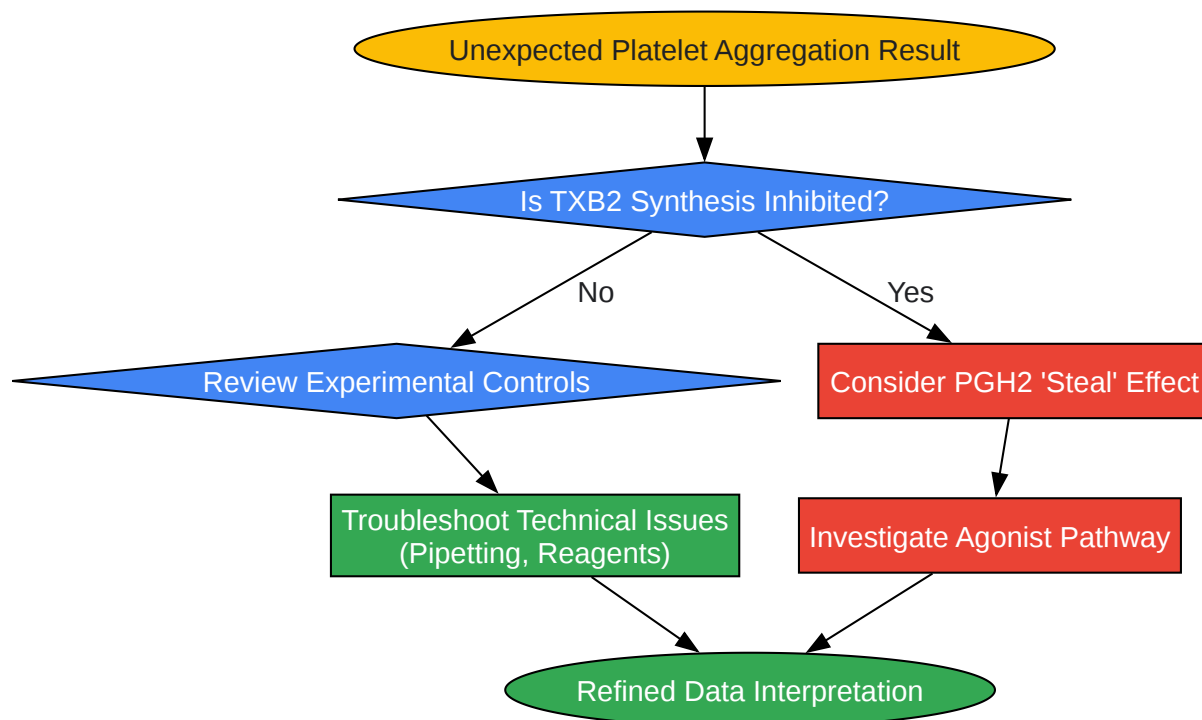 Unexpected Platelet Aggregation Result
Is TXB2 Synthesis Inhibited?
No
Yes
Review Experimental Controls
Consider PGH2 'Steal' Effect
Troubleshoot Technical Issues
(Pipetting, Reagents)
Investigate Agonist Pathway
Refined Data Interpretation